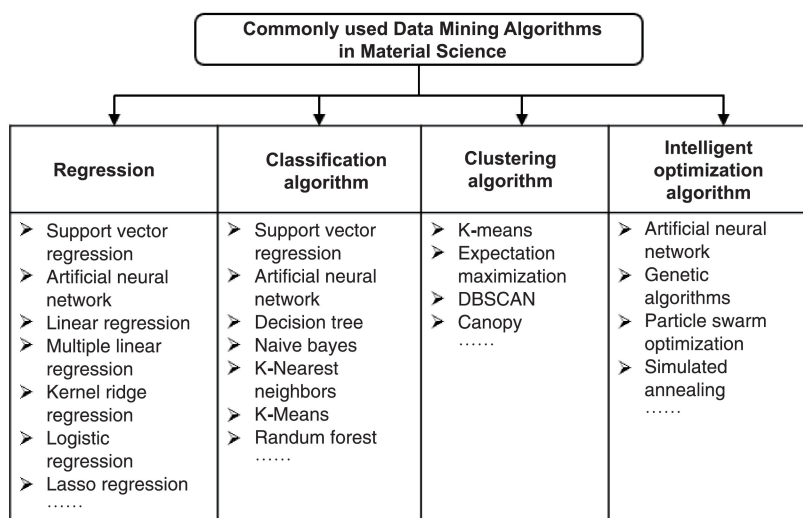 Commonly used Data Mining Algorithms
in Material Science
Regression
Classification
algorithm
Clustering
algorithm
Intelligent
optimization
algorithm
➢ Support vector
regression
➢ Artificial neural
network
➢ Linear regression
➢ Multiple linear
regression
➢ Kernel ridge
regression
➢ Logistic
regression
➢ Lasso regression
······
➢ Support vector
regression
➢ Artificial neural
network
➢ Decision tree
➢ Naive bayes
➢ K-Nearest
neighbors
➢ K-Means
➢ Randum forest
······
➢ K-means
➢ Expectation
maximization
➢ DBSCAN
➢ Canopy
······
➢ Artificial neural
network
➢ Genetic
algorithms
➢ Particle swarm
optimization
➢ Simulated
annealing
······